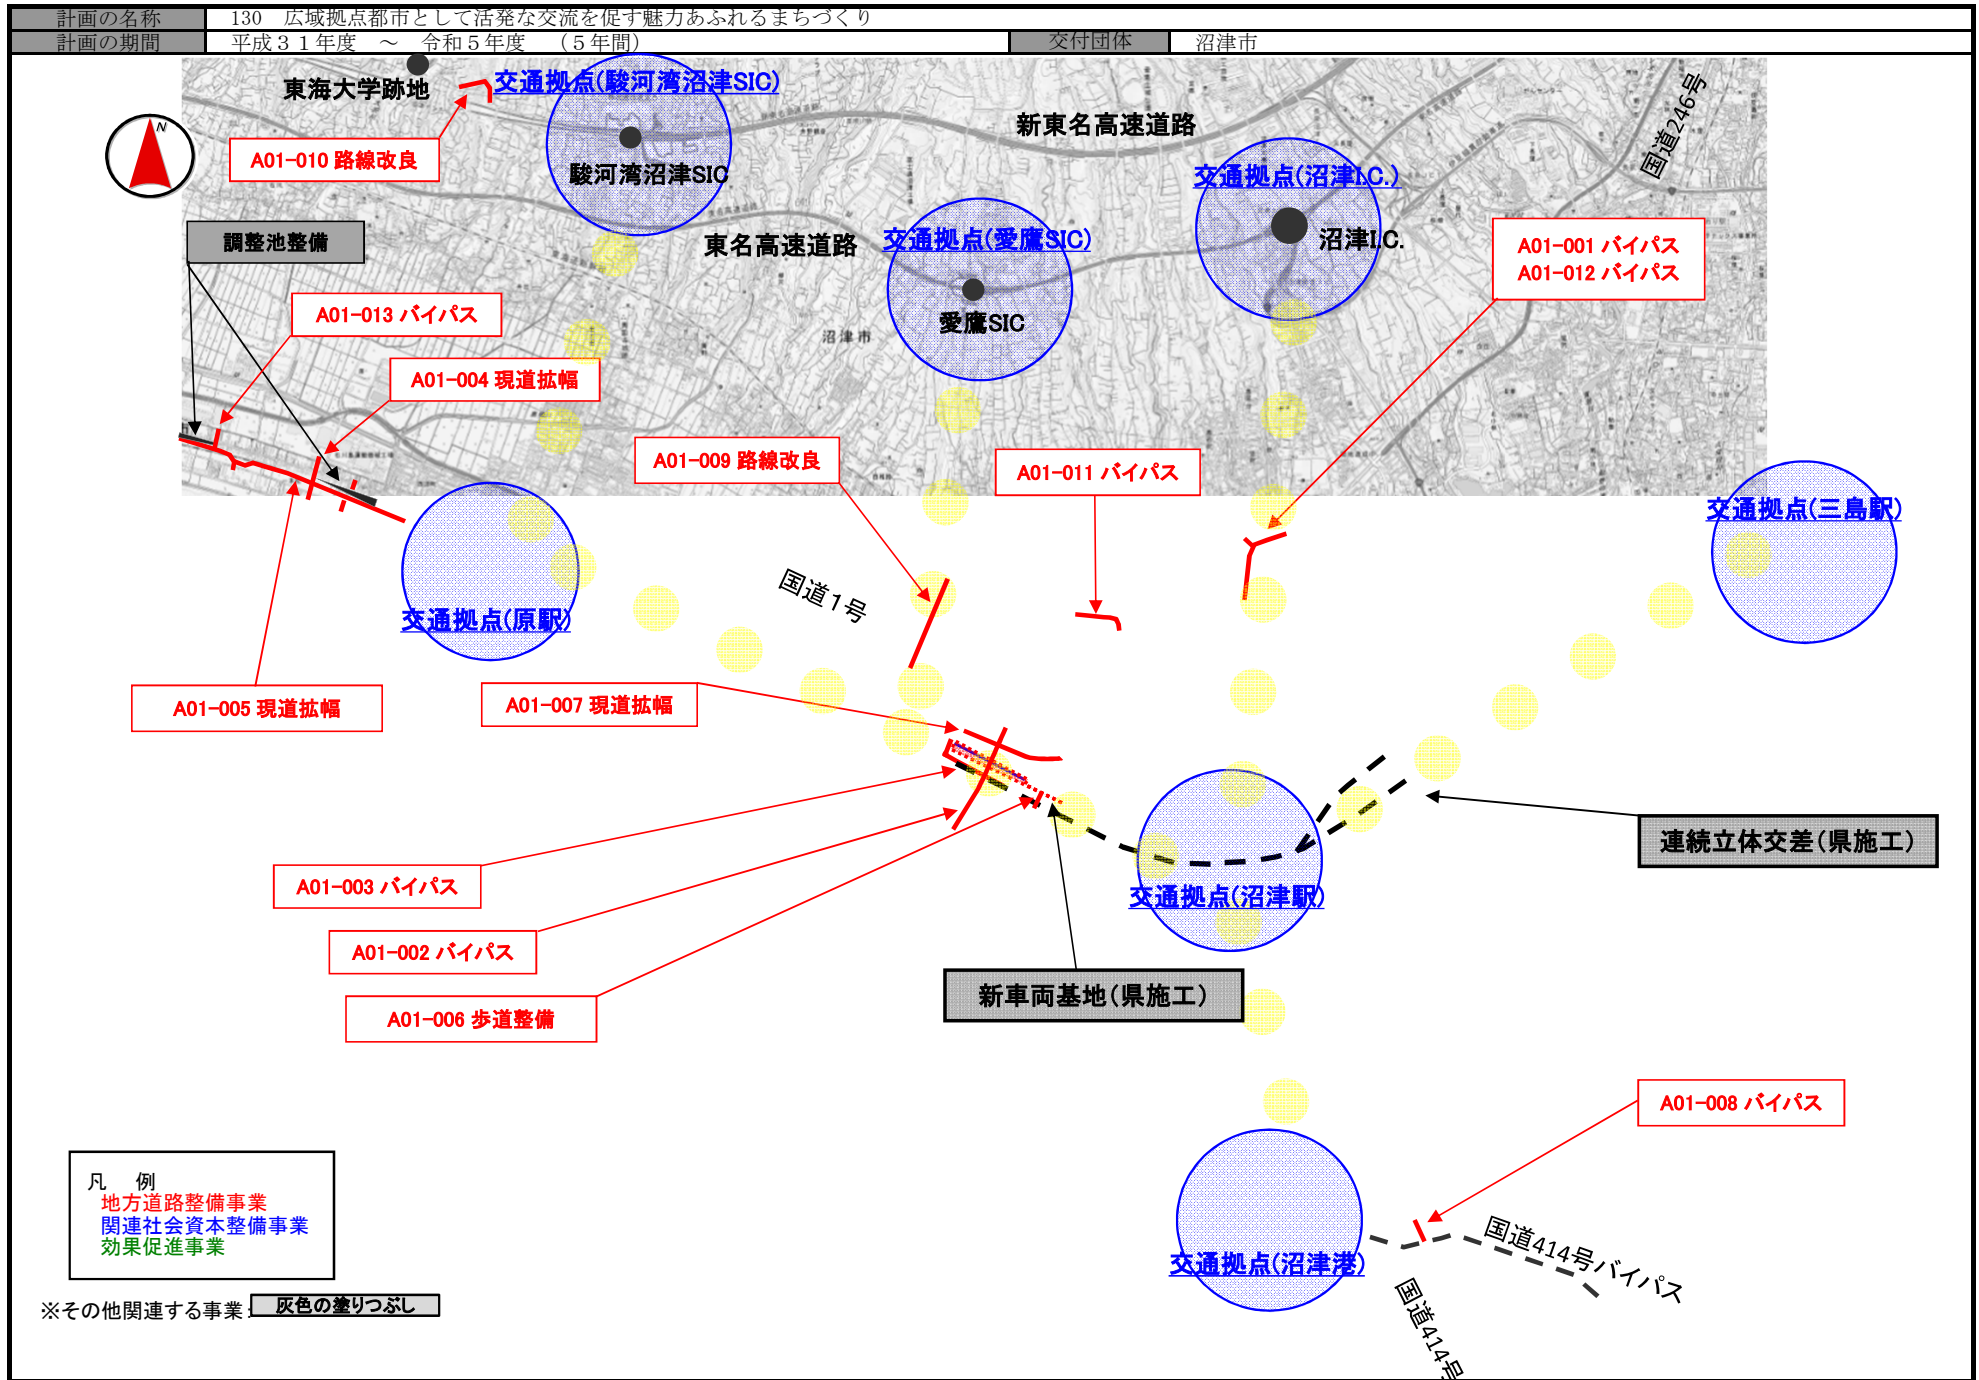 計画の名称 130 広域拠点都市として活発な交流を促す魅力あふれるまちづくり
計画の期間 平成31年度 ～ 令和5年度 (5年間) 交付団体 沼津市
東海大学跡地
交通拠点(駿河湾沼津SIC)
国道246号
新東名高速道路
N
A01-010 路線改良
駿河湾沼津SIC
交通拠点(沼津I.C.)
調整池整備
東名高速道路
交通拠点(愛鷹SIC)
沼津I.C.
A01-001 バイパス
A01-012 バイパス
A01-013 バイパス
愛鷹SIC
沼津市
A01-004 現道拡幅
A01-009 路線改良
A01-011 バイパス
交通拠点(三島駅)
国道1号
交通拠点(原駅)
A01-005 現道拡幅
A01-007 現道拡幅
連続立体交差(県施工)
A01-003 バイパス
交通拠点(沼津駅)
A01-002 バイパス
新車両基地(県施工)
A01-006 歩道整備
A01-008 バイパス
凡 例
地方道路整備事業
関連社会資本整備事業
効果促進事業
国道414号バイパス
交通拠点(沼津港)
国道414号
※その他関連する事業: 灰色の塗りつぶし